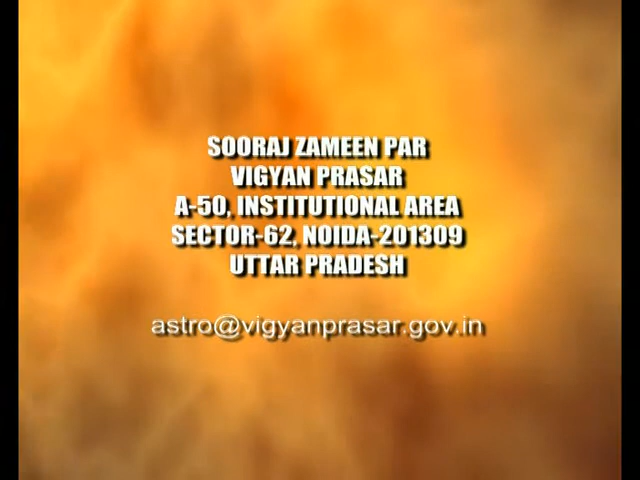 SOORAJ ZAMEEN PAR
VIGYAN PRASAR
A-50, INSTITUTIONAL AREA
SECTOR-62, NOIDA-201309
UTTAR PRADESH
astro@vigyanprasar.gov.in